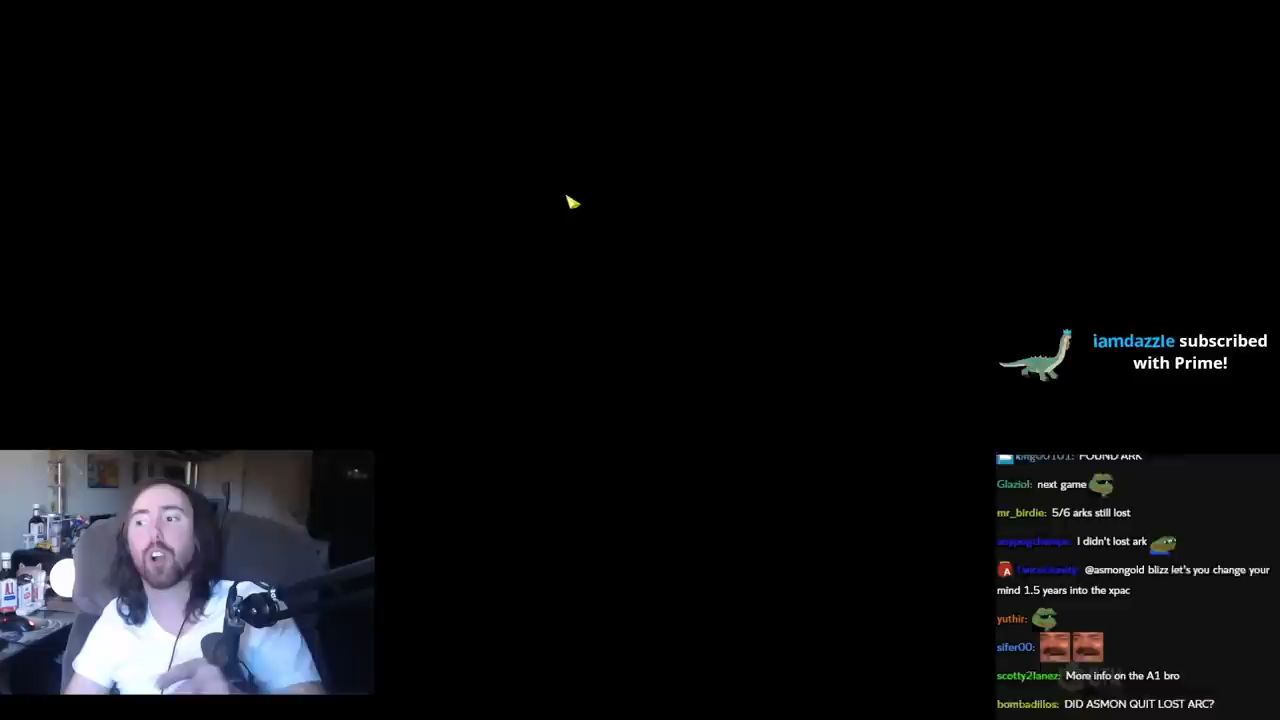 iamdazzle subscribed
with Prime!
FOUND ARK
Glaziol: next game
mr_birdie: 5/6 arks still lost
I didn't lost ark
@asmongold blizz let's you change your
mind 1.5 years into the xpac
yuthir:
sifer00:
scotty2lanez: More info on the A1 bro
bombadillos: DID ASMON QUIT LOST ARC?
A1